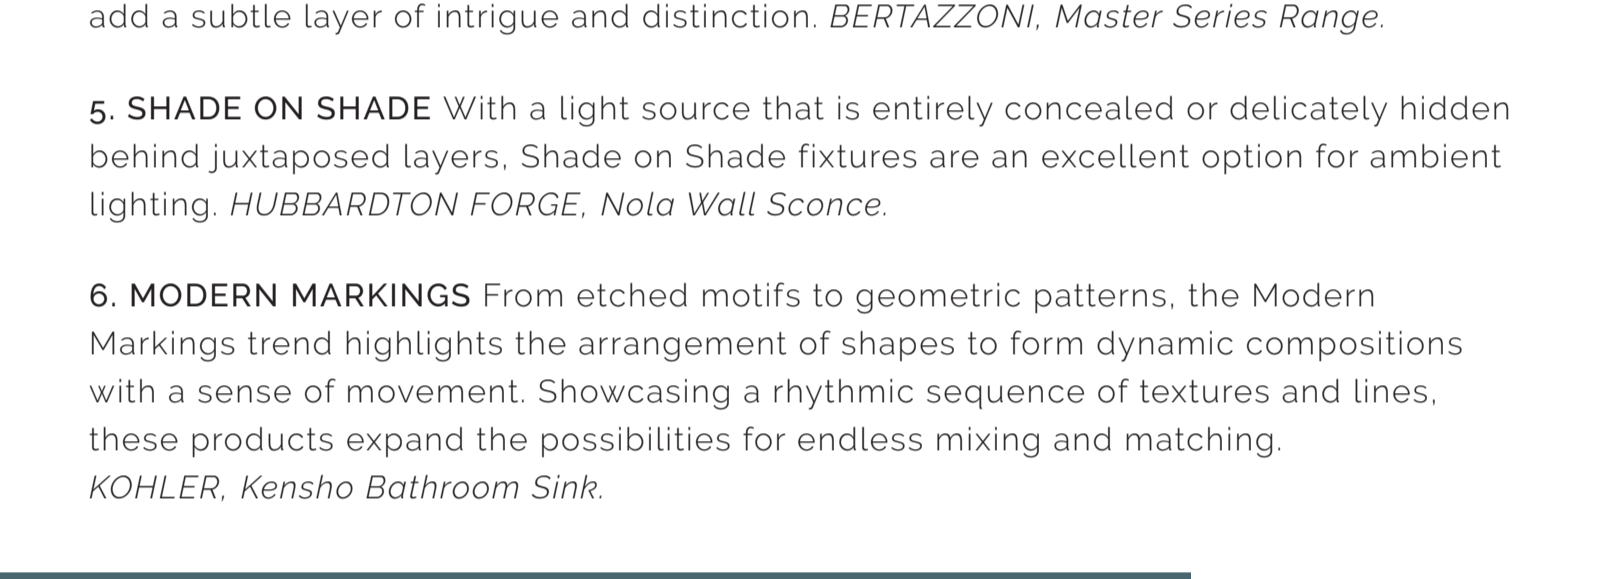 add a subtle layer of intrigue and distinction. BERTAZZONI, Master Series Range.
5. SHADE ON SHADE With a light source that is entirely concealed or delicately hidden
behind juxtaposed layers, Shade on Shade fixtures are an excellent option for ambient
lighting. HUBBARDTON FORGE, Nola Wall Sconce.
6. MODERN MARKINGS From etched motifs to geometric patterns, the Modern
Markings trend highlights the arrangement of shapes to form dynamic compositions
with a sense of movement. Showcasing a rhythmic sequence of textures and lines,
these products expand the possibilities for endless mixing and matching.
KOHLER, Kensho Bathroom Sink.